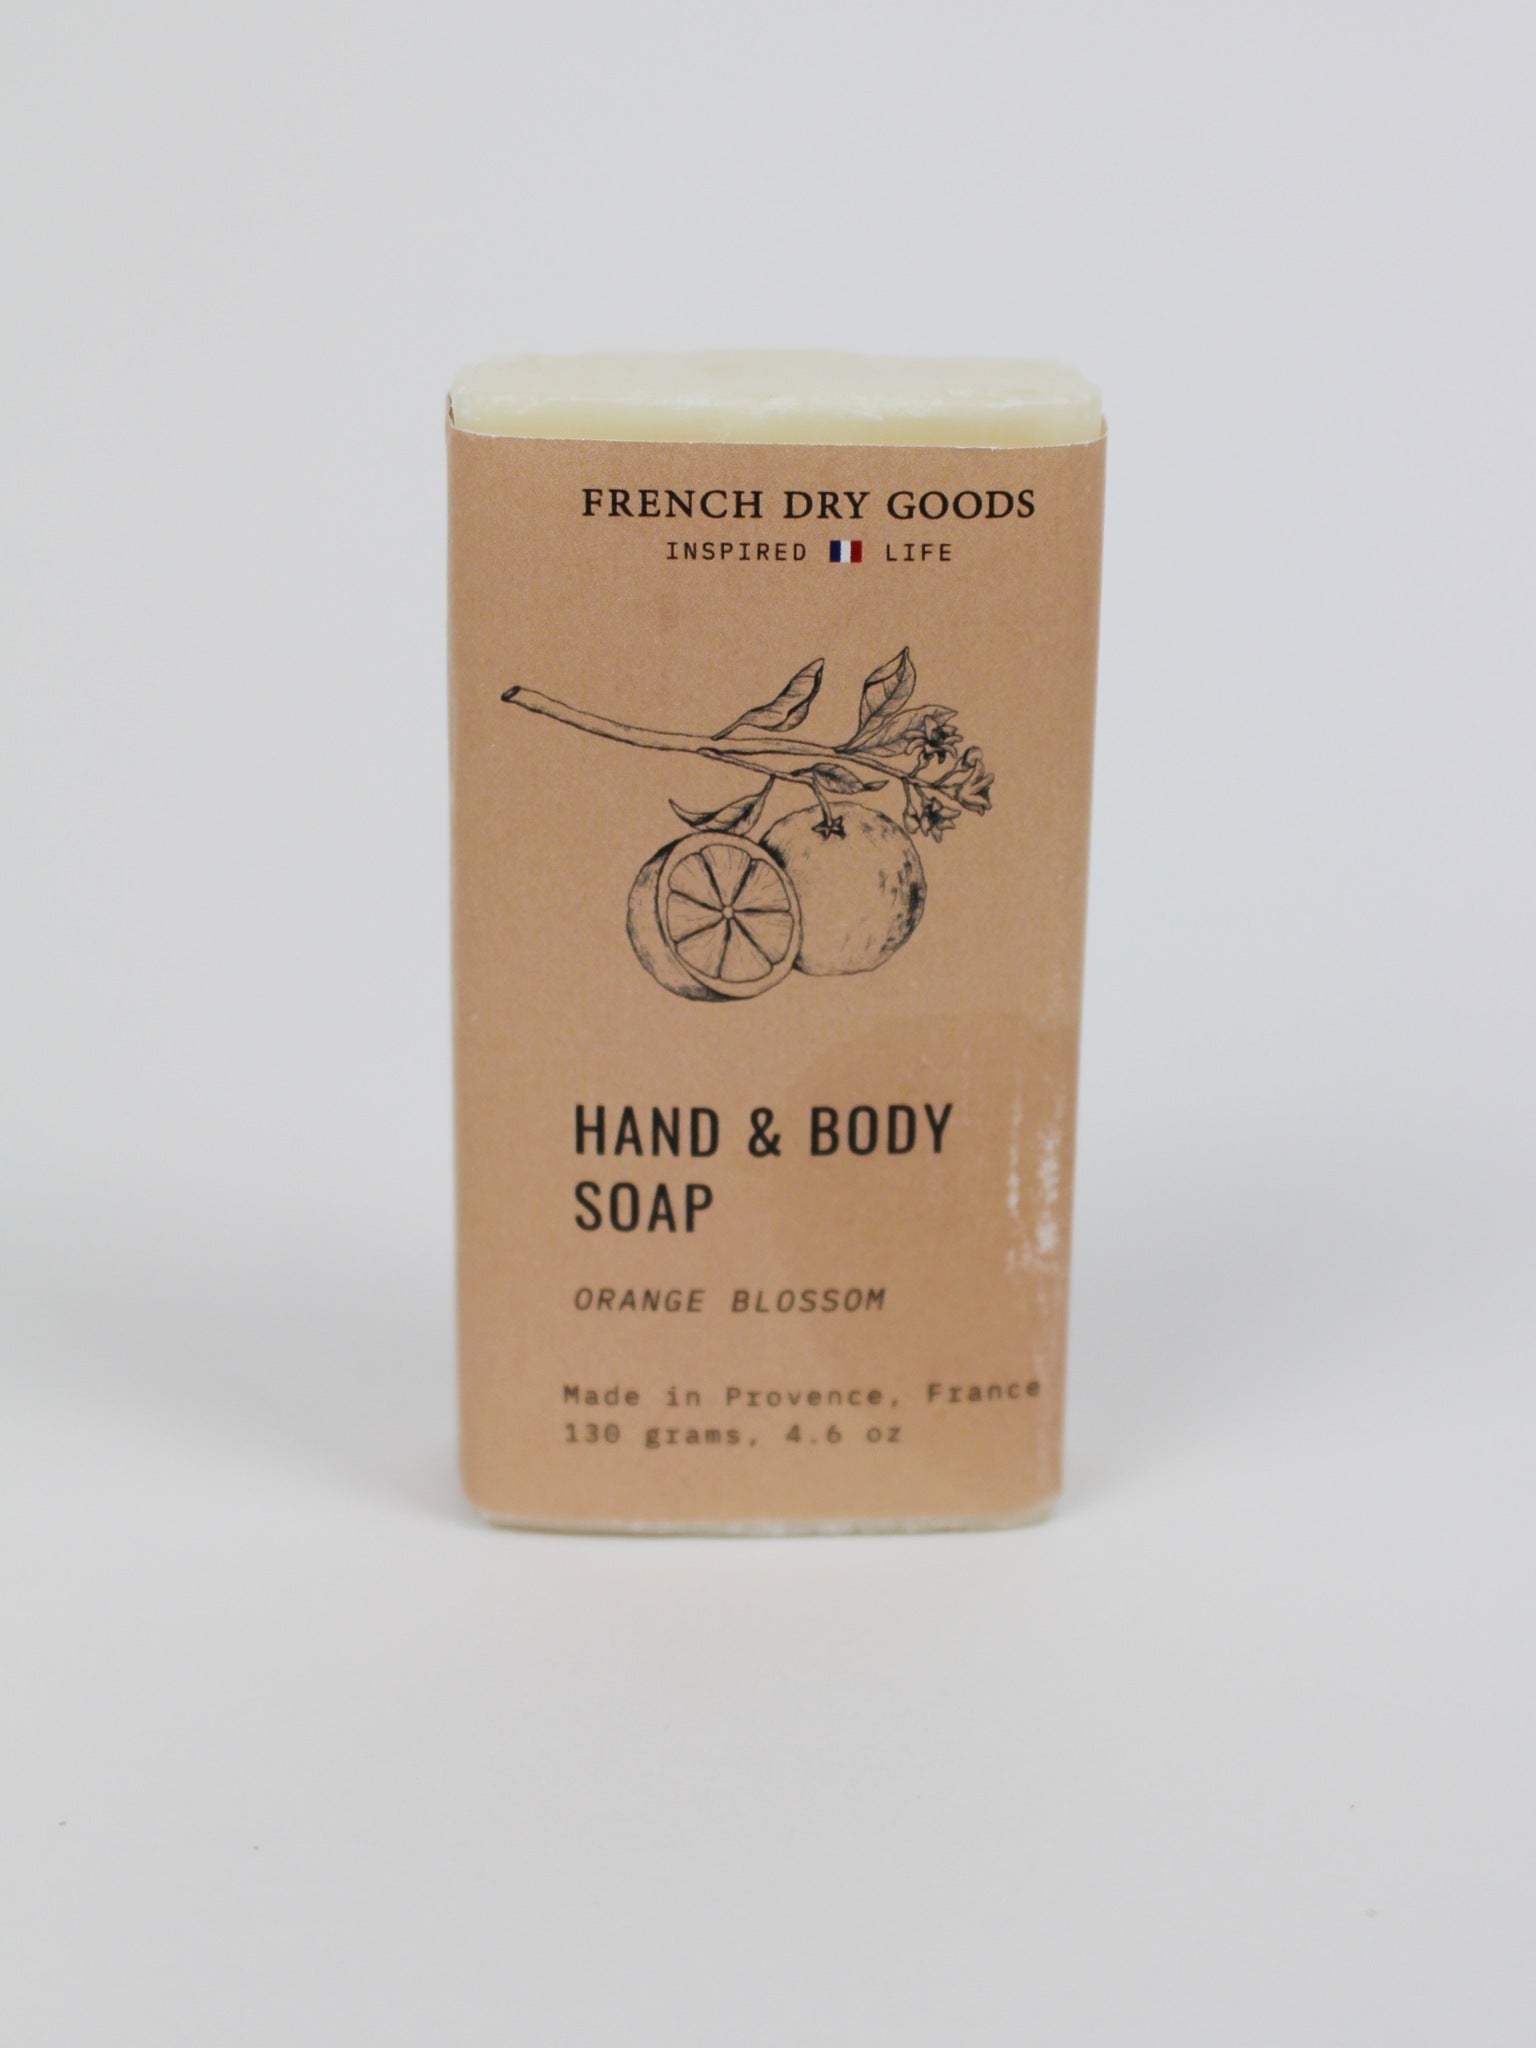 FRENCH DRY GOODS
INSPIRED LIFE
HAND & BODY
SOAP
ORANGE BLOSSOM
Made in Provence, France
130 grams, 4.6 oz